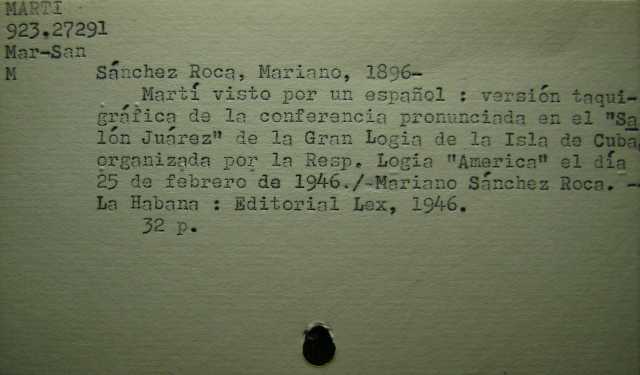 MARTI
923.27291
Mar-San
M Sánchez Roca, Mariano, 1896-
Martí visto por un español : versión taqui-
gráfica de la conferencia pronunciada en el "Sa
lón Juárez" de la Gran Logia de la Isla de Cuba,
organizada por la Resp. Logia "America" el día
25 de febrero de 1946./-Mariano Sánchez Roca. --
La Habana : Editorial Lex, 1946.
32 p.